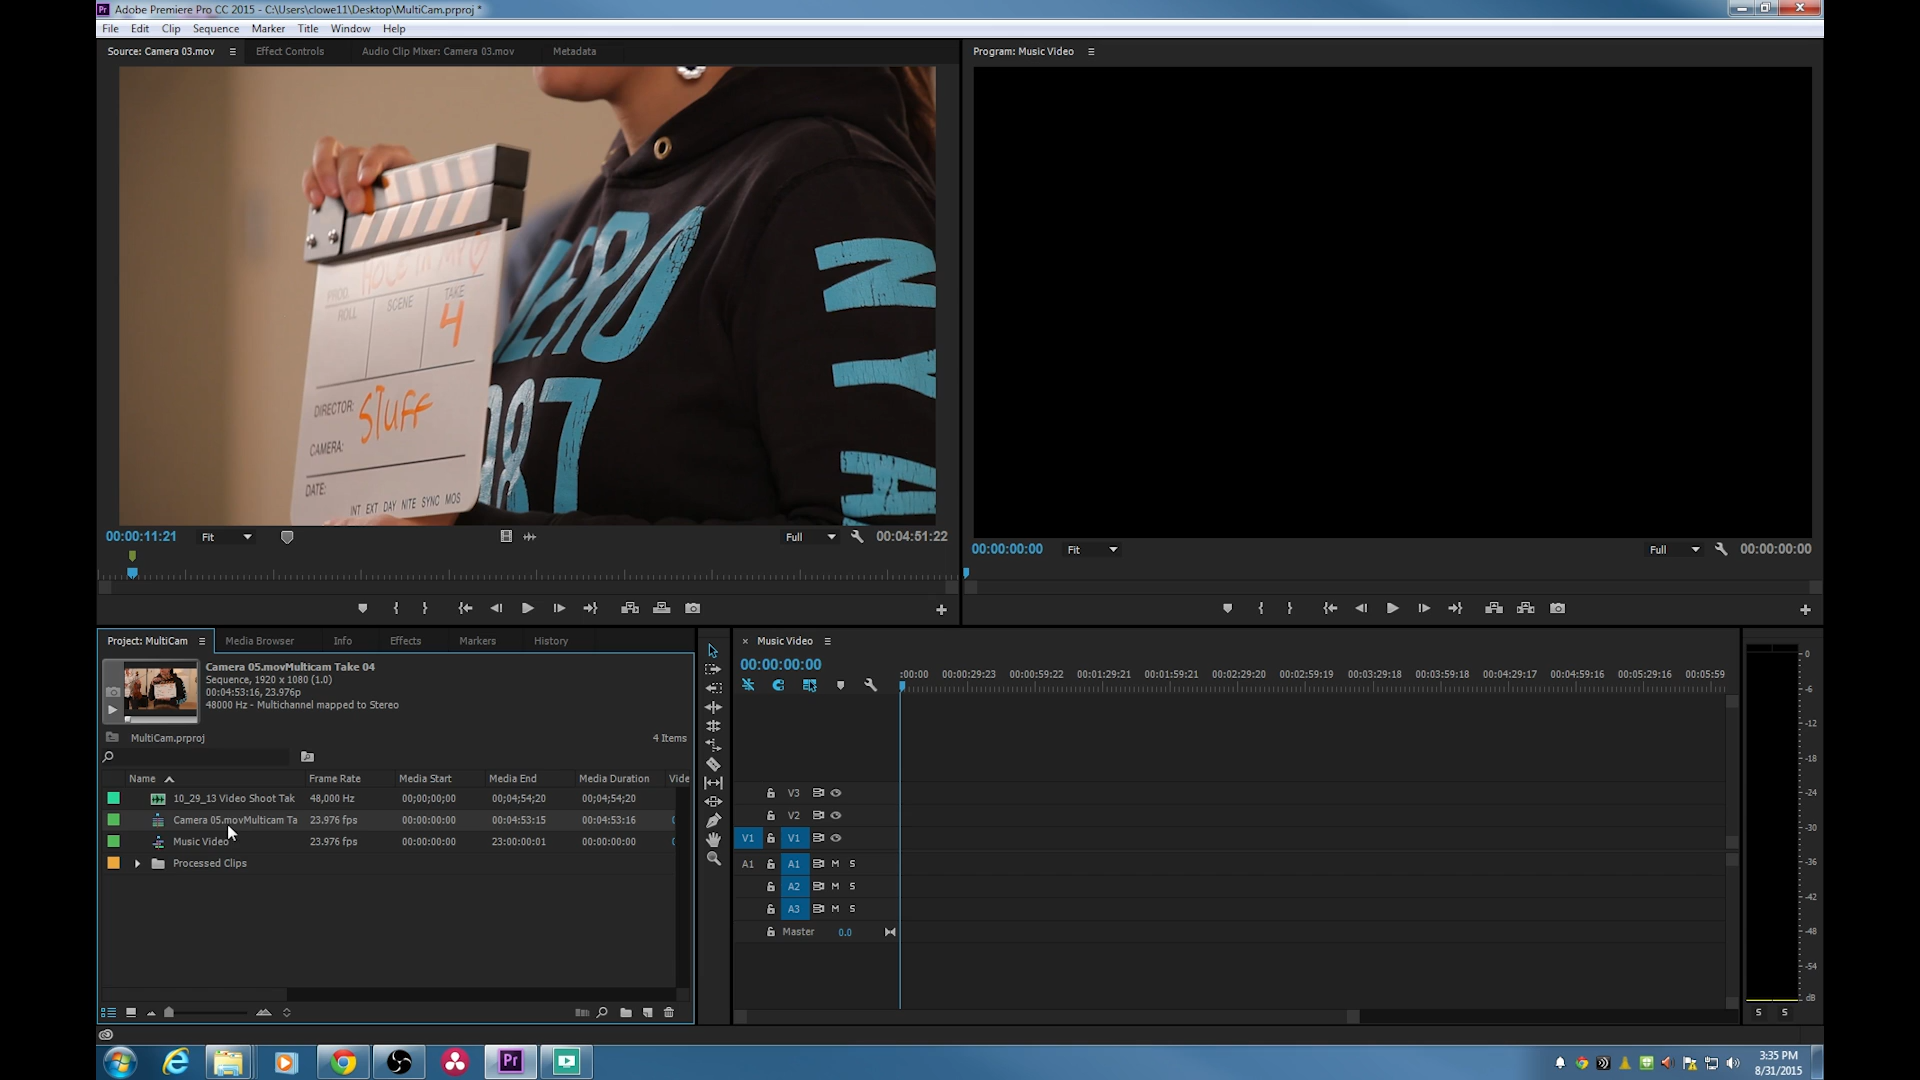 Adobe Premiere Pro CC 2015 - C:\Users\clowe11\Desktop\MultiCam.prproj *
File Edit Clip Sequence Marker Title Window Help
Source: Camera 03.mov Effect Controls Audio Clip Mixer: Camera 03.mov Metadata
Program: Music Video
PROD.
ROLL SCENE TAKE
4
DIRECTOR: Stuff
CAMERA:
DATE:
INT EXT DAY NITE SYNC MOS
87
NY
A
00:00:11:21 Fit Full 00:04:51:22
00:00:00:00 Fit Full 00:00:00:00
Project: MultiCam Media Browser Info Effects Markers History
Camera 05.movMulticam Take 04
Sequence, 1920 x 1080 (1.0)
00:04:53:16, 23.976p
48000 Hz - Multichannel mapped to Stereo
MultiCam.prproj 4 Items
Name Frame Rate Media Start Media End Media Duration Vide
10_29_13 Video Shoot Tak 48,000 Hz 00;00;00;00 00;04;54;20 00;04;54;20
Camera 05.movMulticam Ta 23.976 fps 00:00:00:00 00:04:53:15 00:04:53:16
Music Video 23.976 fps 00:00:00:00 23:00:00:01 00:00:00:00
Processed Clips
× Music Video
00:00:00:00
:00:00 00:00:29:23 00:00:59:22 00:01:29:21 00:01:59:21 00:02:29:20 00:02:59:19 00:03:29:18 00:03:59:18 00:04:29:17 00:04:59:16 00:05:29:16 00:05:59
V3
V2
V1 V1
A1 A1 M S
A2 M S
A3 M S
Master 0.0
0
-6
-12
-18
-24
-30
-36
-42
-48
-54
dB
S S
Pr
3:35 PM
8/31/2015